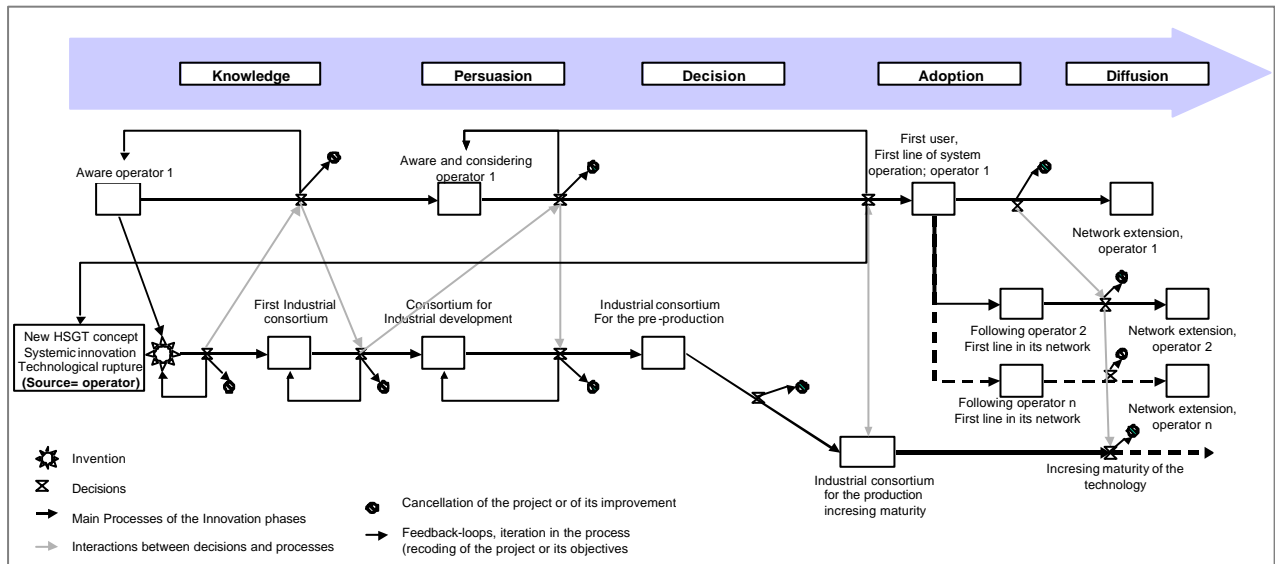 Knowledge
Persuasion
Decision
Adoption
Diffusion
Aware operator 1
Aware and considering
operator 1
First user,
First line of system
operation; operator 1
Network extension,
operator 1
New HSGT concept
Systemic innovation
Technological rupture
(Source= operator)
First Industrial
consortium
Consortium for
Industrial development
Industrial consortium
For the pre-production
Following operator 2
First line in its network
Network extension,
operator 2
Following operator n
First line in its network
Network extension,
operator n
Industrial consortium
for the production
incresing maturity
Incresing maturity of the
technology
Invention
Decisions
Main Processes of the Innovation phases
Interactions between decisions and processes
Cancellation of the project or of its improvement
Feedback-loops, iteration in the process
(recoding of the project or its objectives